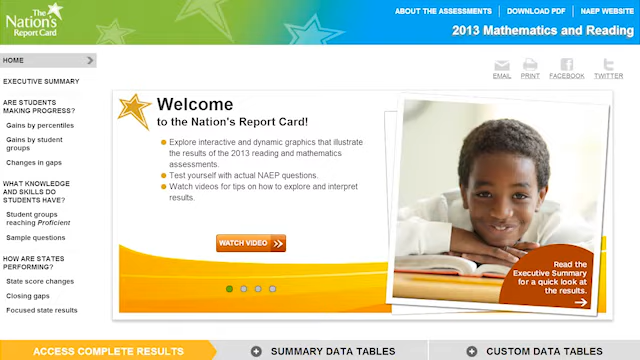 The
Nation's
Report Card
ABOUT THE ASSESSMENTS
DOWNLOAD PDF
NAEP WEBSITE
2013 Mathematics and Reading
EMAIL
PRINT
FACEBOOK
TWITTER
HOME
EXECUTIVE SUMMARY
ARE STUDENTS
MAKING PROGRESS?
Gains by percentiles
Gains by student
groups
Changes in gaps
WHAT KNOWLEDGE
AND SKILLS DO
STUDENTS HAVE?
Student groups
reaching Proficient
Sample questions
HOW ARE STATES
PERFORMING?
State score changes
Closing gaps
Focused state results
Welcome
to the Nation's Report Card!
Explore interactive and dynamic graphics that illustrate
the results of the 2013 reading and mathematics
assessments.
Test yourself with actual NAEP questions.
Watch videos for tips on how to explore and interpret
results.
WATCH VIDEO
Read the
Executive Summary
for a quick look at
the results.
ACCESS COMPLETE RESULTS
SUMMARY DATA TABLES
CUSTOM DATA TABLES